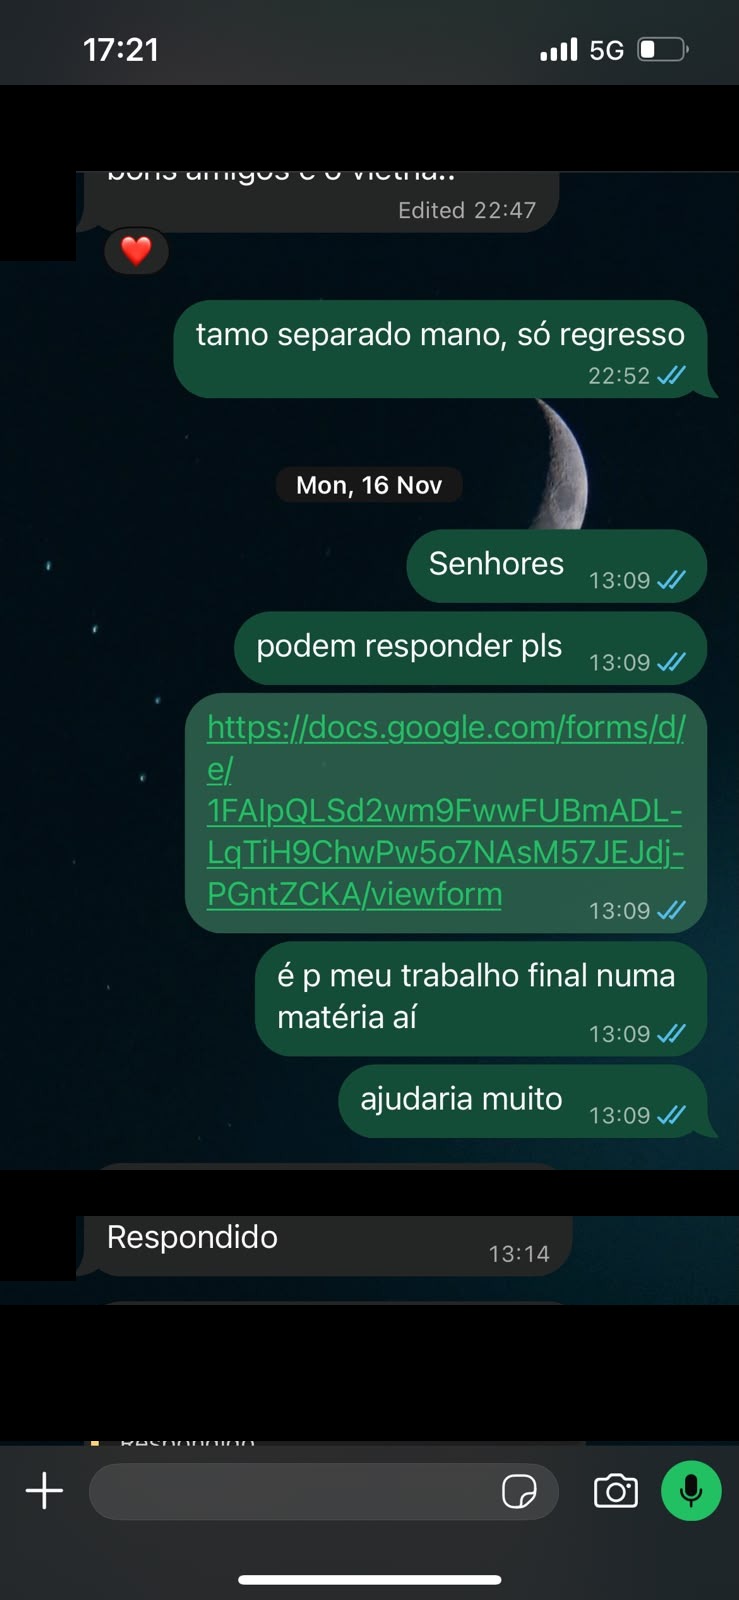 17:21
5G
Edited 22:47
tamo separado mano, só regresso
22:52
Mon, 16 Nov
Senhores 13:09
podem responder pls 13:09
https://docs.google.com/forms/d/
e/
1FAIpQLSd2wm9FwwFUBmADL-
LqTiH9ChwPw5o7NAsM57JEJdj-
PGntZCKA/viewform 13:09
é p meu trabalho final numa
matéria aí 13:09
ajudaria muito 13:09
Respondido 13:14
Respondido